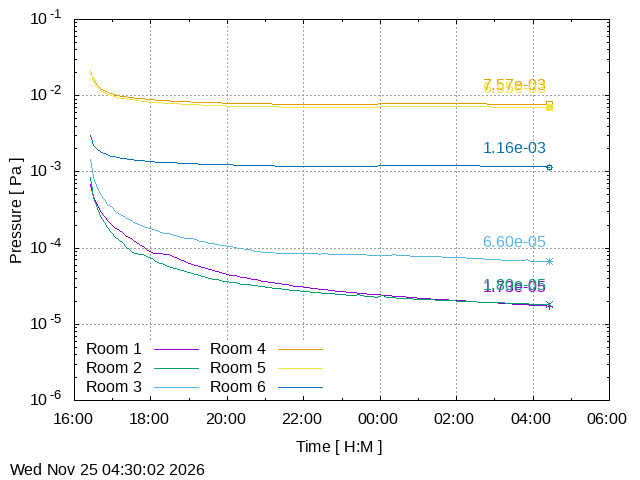 10^-1
10^-2
10^-3
10^-4
10^-5
10^-6
Pressure [ Pa ]
7.57e-03
1.16e-03
6.60e-05
Room 1
Room 2
Room 3
Room 4
Room 5
Room 6
16:00 18:00 20:00 22:00 00:00 02:00 04:00 06:00
Time [ H:M ]
Wed Nov 25 04:30:02 2026